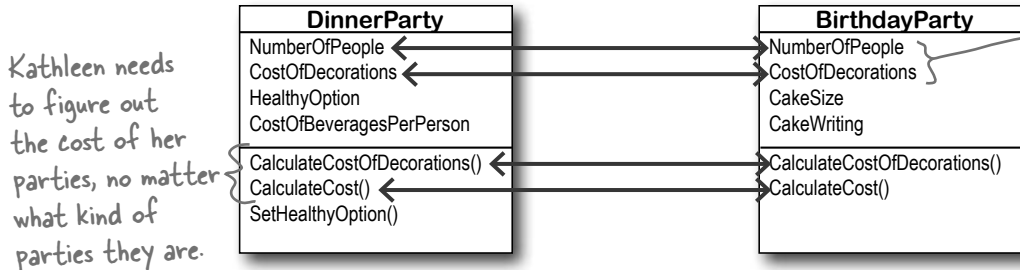 Kathleen needs
to figure out
the cost of her
parties, no matter
what kind of
parties they are.
DinnerParty
NumberOfPeople
CostOfDecorations
HealthyOption
CostOfBeveragesPerPerson
CalculateCostOfDecorations()
CalculateCost()
SetHealthyOption()
BirthdayParty
NumberOfPeople
CostOfDecorations
CakeSize
CakeWriting
CalculateCostOfDecorations()
CalculateCost()